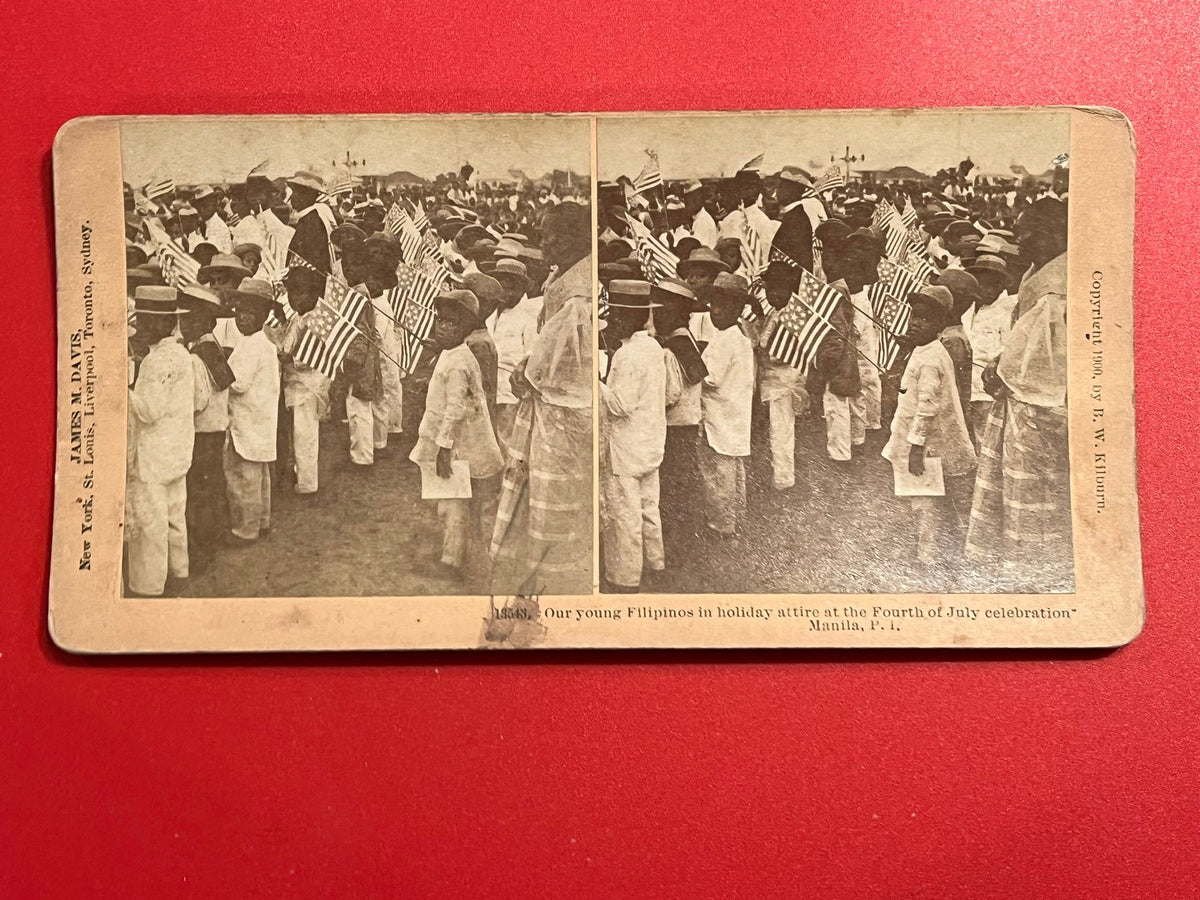 JAMES M. DAVIS,
New York, St. Louis, Liverpool, Toronto, Sydney.
Copyright 1900, by B. W. Kilburn.
13543. Our young Filipinos in holiday attire at the Fourth of July celebration
Manila, P. I.